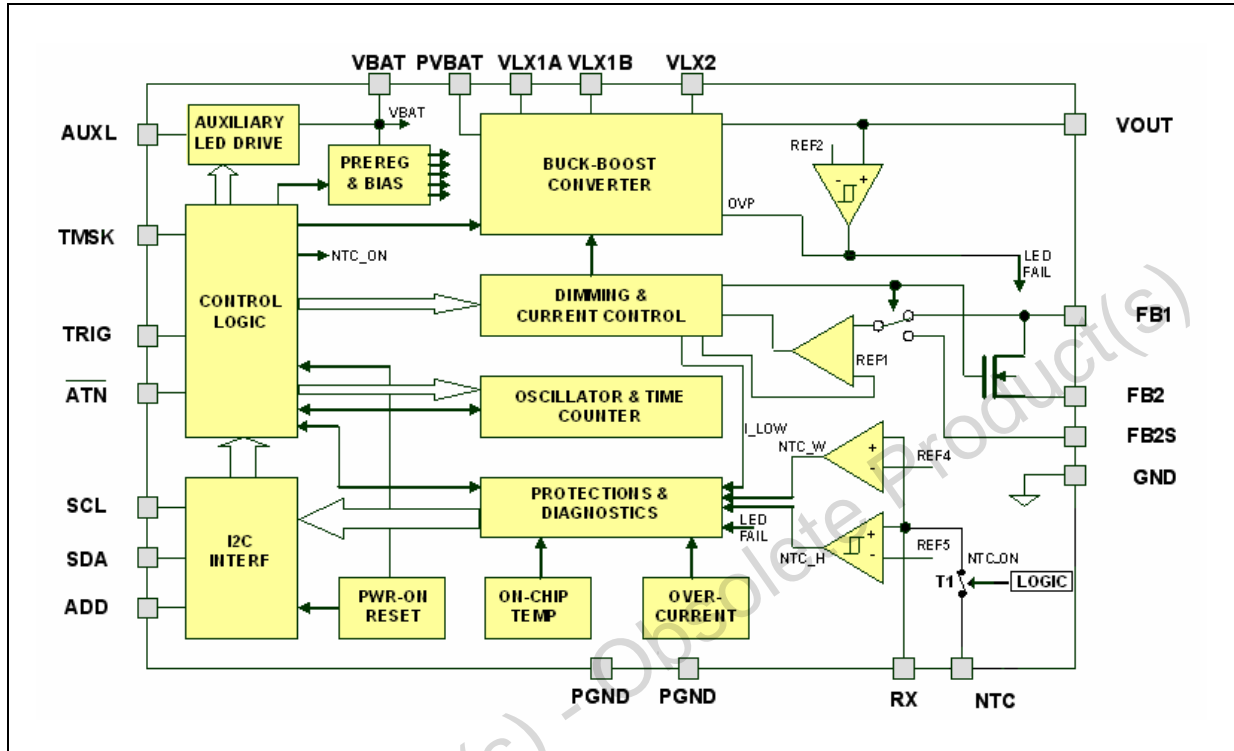 VBAT PVBAT VLX1A VLX1B VLX2
AUXL
AUXILIARY
LED DRIVE
VBAT
PREREG
& BIAS
BUCK-BOOST
CONVERTER
REF2
- +
VOUT
OVP
TMSK
NTC_ON
LED
FAIL
CONTROL
LOGIC
DIMMING &
CURRENT CONTROL
TRIG
FB1
REF1
ATN
OSCILLATOR & TIME
COUNTER
FB2
I_LOW
FB2S
NTC_W
+
-
REF4
GND
SCL
PROTECTIONS &
DIAGNOSTICS
LED
FAIL
I2C
INTERF
SDA
NTC_H
+
-
REF5
NTC_ON
T1
LOGIC
ADD
PWR-ON
RESET
ON-CHIP
TEMP
OVER-
CURRENT
PGND PGND RX NTC
(s) - Obsolete Product(s)